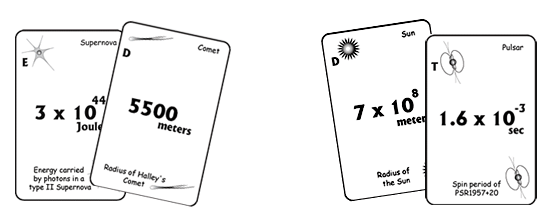 Supernova
E
3 x 10^44
Joule
Energy carried
by photons in a
type II Supernova
Comet
D
5500
meters
Radius of Halley's
Comet
Sun
D
7 x 10^8
meter
Radius of
the Sun
Pulsar
T
1.6 x 10^-3
sec
Spin period of
PSR1957+20